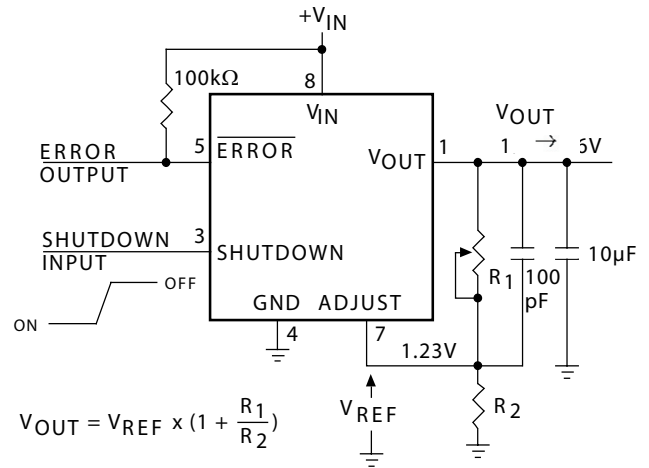 +VIN
100kΩ
8
VIN
VOUT
ERROR
OUTPUT
5
ERROR
VOUT
1
1
→
6V
SHUTDOWN
INPUT
3
SHUTDOWN
R1
100
pF
10µF
ON
OFF
GND
ADJUST
4
7
1.23V
VREF
R2
VOUT = VREF x (1 + R1/R2)